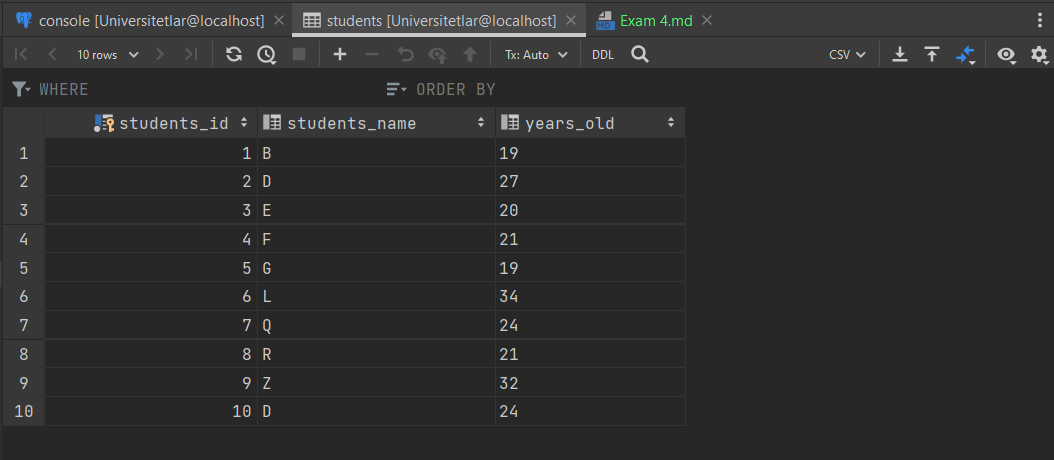 console [Universitetlar@localhost] students [Universitetlar@localhost] Exam 4.md
10 rows Tx: Auto DDL CSV
WHERE ORDER BY
students_id students_name years_old
1 1 B 19
2 2 D 27
3 3 E 20
4 4 F 21
5 5 G 19
6 6 L 34
7 7 Q 24
8 8 R 21
9 9 Z 32
10 10 D 24